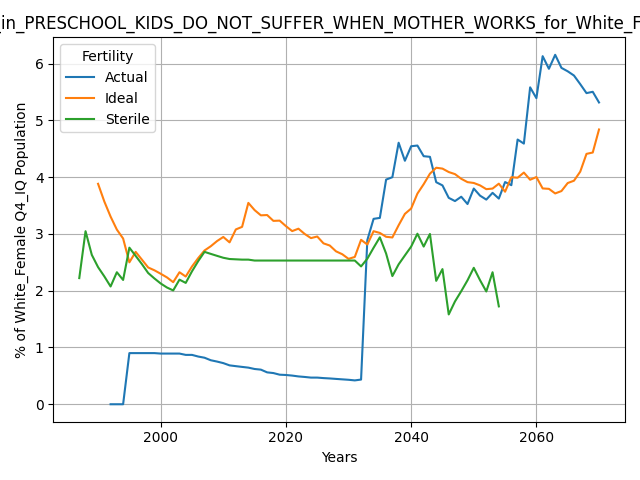 _in_PRESCHOOL_KIDS_DO_NOT_SUFFER_WHEN_MOTHER_WORKS_for_White_F
Fertility
Actual
Ideal
Sterile
% of White_Female Q4_IQ Population
6
5
4
3
2
1
0
2000 2020 2040 2060
Years